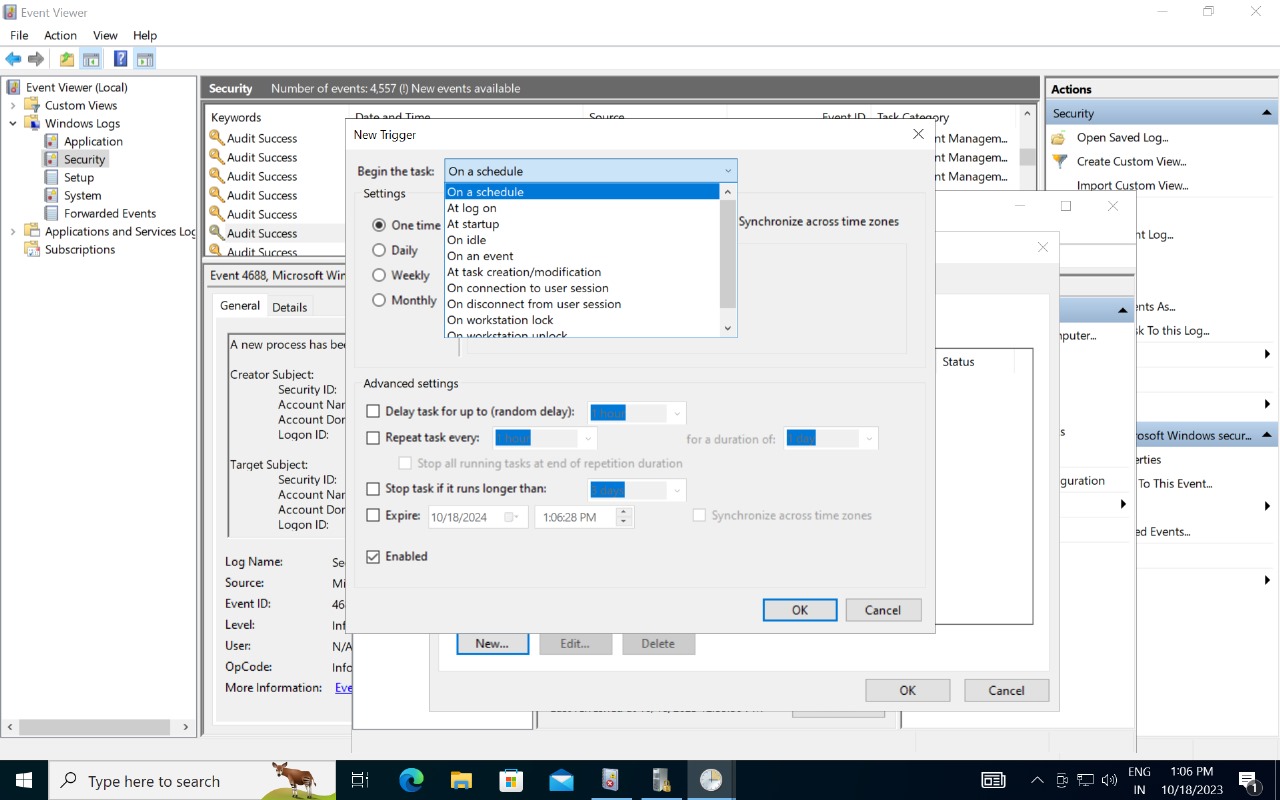 Event Viewer
File Action View Help
Event Viewer (Local)
Custom Views
Windows Logs
Application
Security
Setup
System
Forwarded Events
Applications and Services Log
Subscriptions
Security Number of events: 4,557 (!) New events available
Keywords Date and Time Source Event ID Task Category
Audit Success
Audit Success
Audit Success
Audit Success
Audit Success
Audit Success
Audit Success
nt Managem...
nt Managem...
nt Managem...
Event 4688, Microsoft Win
General Details
A new process has bee
Creator Subject:
Security ID:
Account Nan
Account Don
Logon ID:
Target Subject:
Security ID:
Account Nan
Account Don
Logon ID:
Log Name: Se
Source: Mi
Event ID: 46
Level: Inf
User: N/A
OpCode: Info
More Information: Eve
New Trigger
Begin the task: On a schedule
On a schedule
At log on
At startup
On idle
On an event
At task creation/modification
On connection to user session
On disconnect from user session
On workstation lock
On workstation unlock
Settings
One time
Daily
Weekly
Monthly
Synchronize across time zones
Advanced settings
Delay task for up to (random delay): 1 hour
Repeat task every: 1 hour for a duration of: 1 day
Stop all running tasks at end of repetition duration
Stop task if it runs longer than: 3 days
Expire: 10/18/2024 1:06:28 PM Synchronize across time zones
Enabled
OK Cancel
New... Edit... Delete
OK Cancel
Status
Actions
Security
Open Saved Log...
Create Custom View...
Import Custom View...
nt Log...
nts As...
k To this Log...
puter...
s
guration
osoft Windows secur...
erties
To This Event...
ed Events...
Type here to search
ENG
IN
1:06 PM
10/18/2023
1